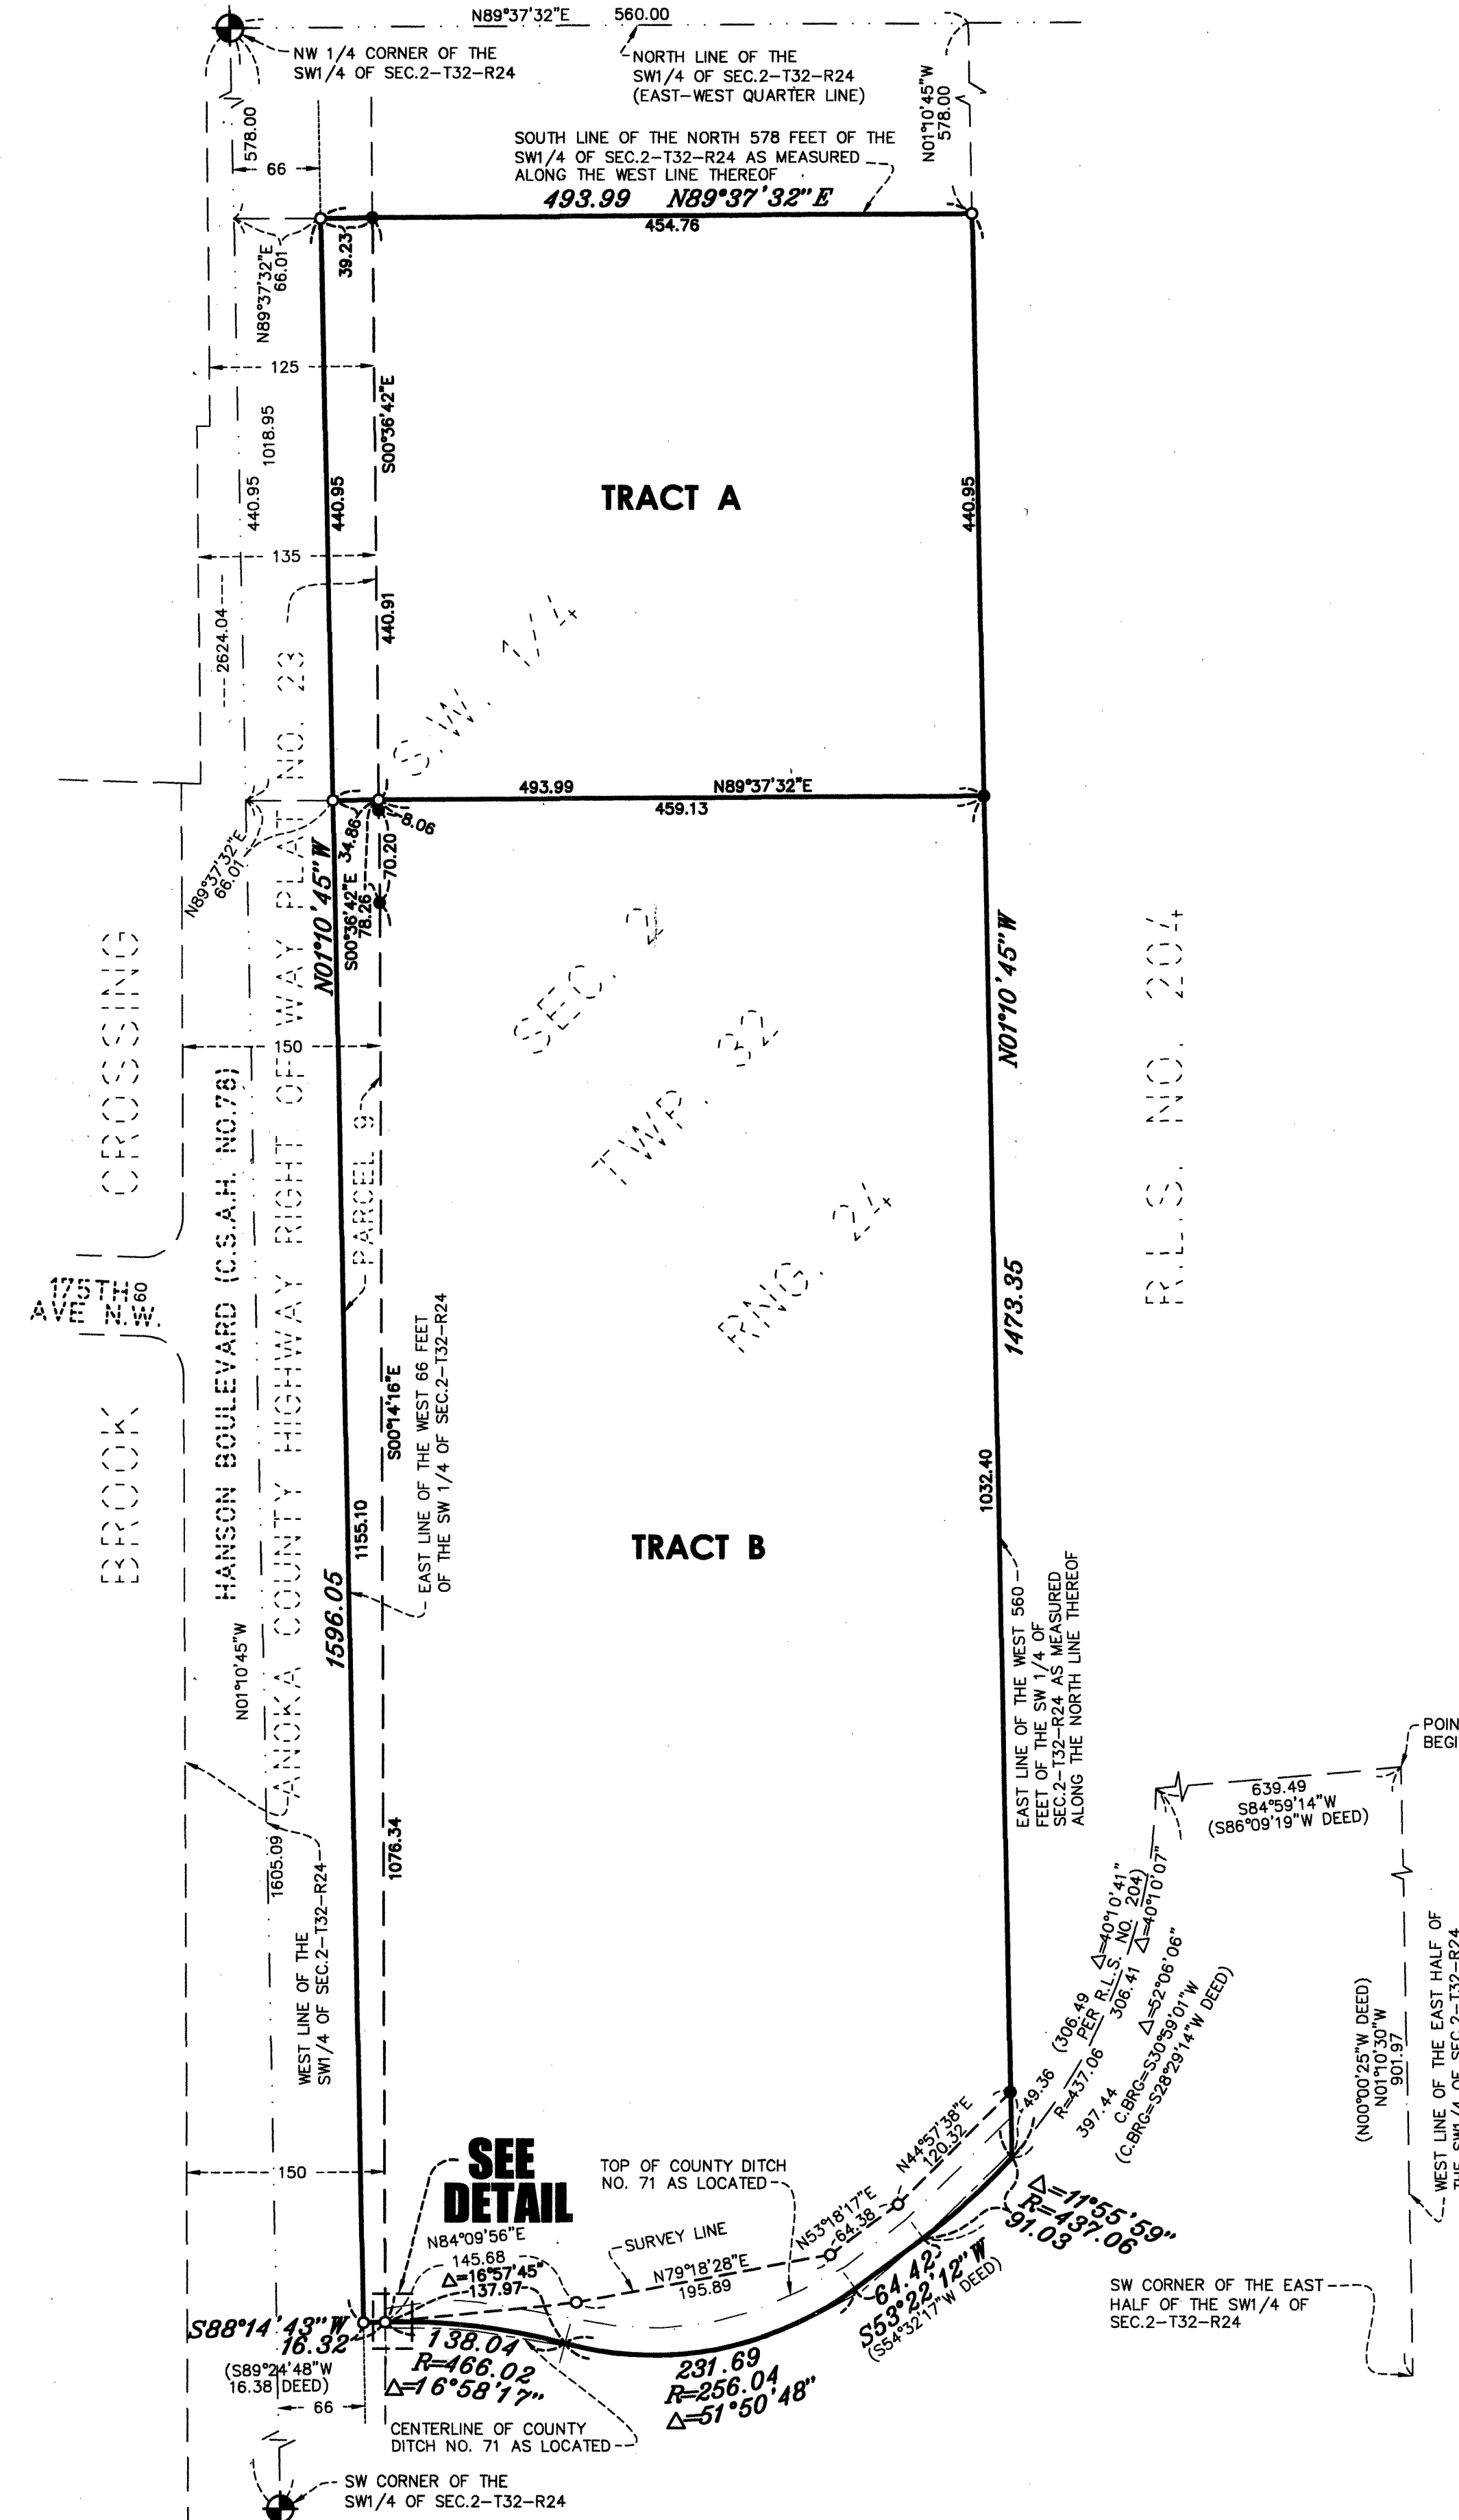 N89°37'32"E 560.00
NW 1/4 CORNER OF THE
SW1/4 OF SEC.2-T32-R24
NORTH LINE OF THE
SW1/4 OF SEC.2-T32-R24
(EAST-WEST QUARTER LINE)
N01°10'45"W
578.00
578.00
66
SOUTH LINE OF THE NORTH 578 FEET OF THE
SW1/4 OF SEC.2-T32-R24 AS MEASURED
ALONG THE WEST LINE THEREOF
493.99 N89°37'32"E
454.76
39.23
N89°37'32"E
66.01
125
S00°36'42"E
1018.95
440.95
440.95
TRACT A
440.95
135
2624.04
440.91
S.W. 1/4
493.99 N89°37'32"E
459.13
8.06
34.86
70.20
S00°36'42"E
78.26
N89°37'32"E
66.01
N01°10'45"W
N01°10'45"W
SEC. 2
TWP. 32
RNG. 24
R.L.S. NO. 204
BROOK CROSSING
150
HANSON BOULEVARD (C.S.A.H. NO.78)
ANOKA COUNTY HIGHWAY RIGHT OF WAY PLAT NO. 23
PARCEL 9
175TH
AVE N.W.
60
EAST LINE OF THE WEST 66 FEET
OF THE SW 1/4 OF SEC.2-T32-R24
S00°14'16"E
1473.35
1032.40
1155.10
TRACT B
1596.05
N01°10'45"W
EAST LINE OF THE WEST 560
FEET OF THE SW 1/4 OF
SEC.2-T32-R24 AS MEASURED
ALONG THE NORTH LINE THEREOF
1605.09
1076.34
WEST LINE OF THE
SW1/4 OF SEC.2-T32-R24
639.49
S84°59'14"W
(S86°09'19"W DEED)
(306.49 Δ=40°10'41"
PER R.L.S. NO. 204)
306.41 Δ=40°10'07"
R=437.06 Δ=52°06'06"
397.44
C.BRG=S30°59'01"W
(C.BRG=S28°29'14"W DEED)
49.36
(N00°00'25"W DEED)
N01°10'30"W
901.97
WEST LINE OF THE EAST HALF OF
150
SEE
DETAIL
TOP OF COUNTY DITCH
NO. 71 AS LOCATED
N44°57'38"E
120.32
N53°18'17"E
64.38
SURVEY LINE
N79°18'28"E
195.89
N84°09'56"E
145.68
Δ=16°57'45"
137.97
Δ=11°55'59"
R=437.06
91.03
64.42
S53°22'12"W
(S54°32'17"W DEED)
SW CORNER OF THE EAST
HALF OF THE SW1/4 OF
SEC.2-T32-R24
S88°14'43"W
16.32
(S89°24'48"W
16.38 DEED)
138.04
R=466.02
Δ=16°58'17"
231.69
R=256.04
Δ=51°50'48"
66
CENTERLINE OF COUNTY
DITCH NO. 71 AS LOCATED
SW CORNER OF THE
SW1/4 OF SEC.2-T32-R24